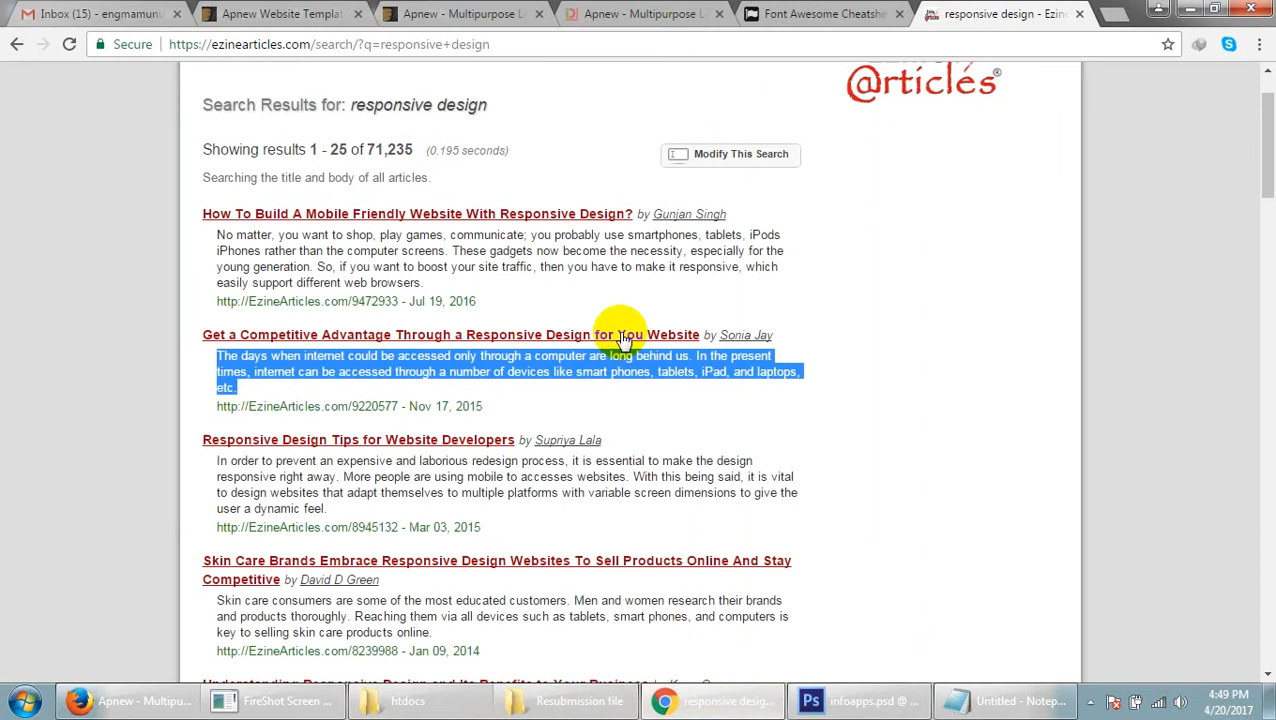 Inbox (15) - engmamunu
Apnew Website Templat
Apnew - Multipurpose L
Apnew - Multipurpose L
Font Awesome Cheatshe
responsive design - Ezin
Secure
https://ezinearticles.com/search/?q=responsive+design
@rticles®
Search Results for: responsive design
Showing results 1 - 25 of 71,235 (0.195 seconds)
Modify This Search
Searching the title and body of all articles.
How To Build A Mobile Friendly Website With Responsive Design? by Gunjan Singh
No matter, you want to shop, play games, communicate; you probably use smartphones, tablets, iPods
iPhones rather than the computer screens. These gadgets now become the necessity, especially for the
young generation. So, if you want to boost your site traffic, then you have to make it responsive, which
easily support different web browsers.
http://EzineArticles.com/9472933 - Jul 19, 2016
Get a Competitive Advantage Through a Responsive Design for You Website by Sonia Jay
The days when internet could be accessed only through a computer are long behind us. In the present
times, internet can be accessed through a number of devices like smart phones, tablets, iPad, and laptops,
etc.
http://EzineArticles.com/9220577 - Nov 17, 2015
Responsive Design Tips for Website Developers by Supriya Lala
In order to prevent an expensive and laborious redesign process, it is essential to make the design
responsive right away. More people are using mobile to accesses websites. With this being said, it is vital
to design websites that adapt themselves to multiple platforms with variable screen dimensions to give the
user a dynamic feel.
http://EzineArticles.com/8945132 - Mar 03, 2015
Skin Care Brands Embrace Responsive Design Websites To Sell Products Online And Stay
Competitive by David D Green
Skin care consumers are some of the most educated customers. Men and women research their brands
and products thoroughly. Reaching them via all devices such as tablets, smart phones, and computers is
key to selling skin care products online.
http://EzineArticles.com/8239988 - Jan 09, 2014
Understanding Responsive Design and Its Benefits to Your Business
Apnew - Multipu...
FireShot Screen ...
htdocs
Resubmission file
responsive desig...
Ps
infoapps.psd @ ...
Untitled - Notep...
4:49 PM
4/20/2017